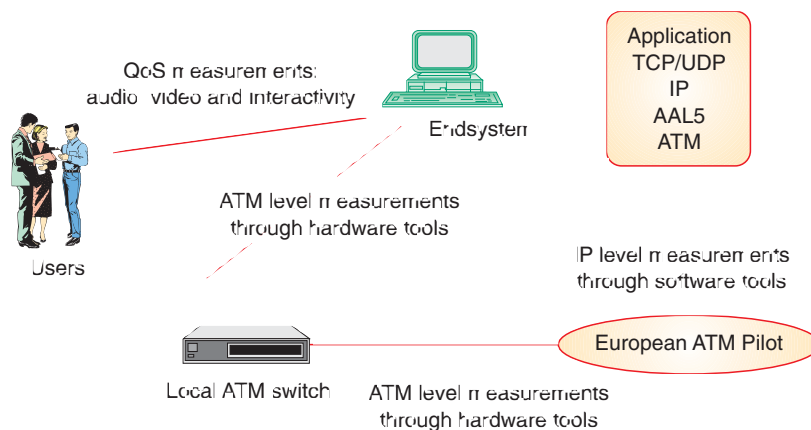 QoS measurements:
audio video and interactivity
Application
TCP/UDP
IP
AAL5
ATM
Endsystem
ATM level measurements
through hardware tools
Users
IP level measurements
through software tools
European ATM Pilot
Local ATM switch
ATM level measurements
through hardware tools